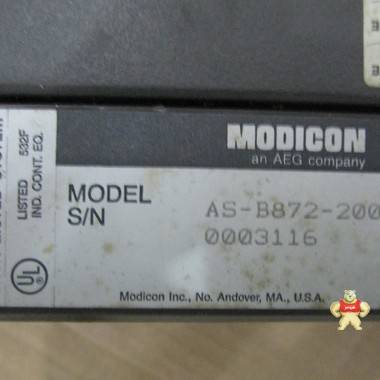 MODICON
an AEG company
LISTED 532F
IND. CONT. EQ.
UL
MODEL AS-B872-200
S/N 0003116
Modicon Inc., No. Andover, MA., U.S.A.